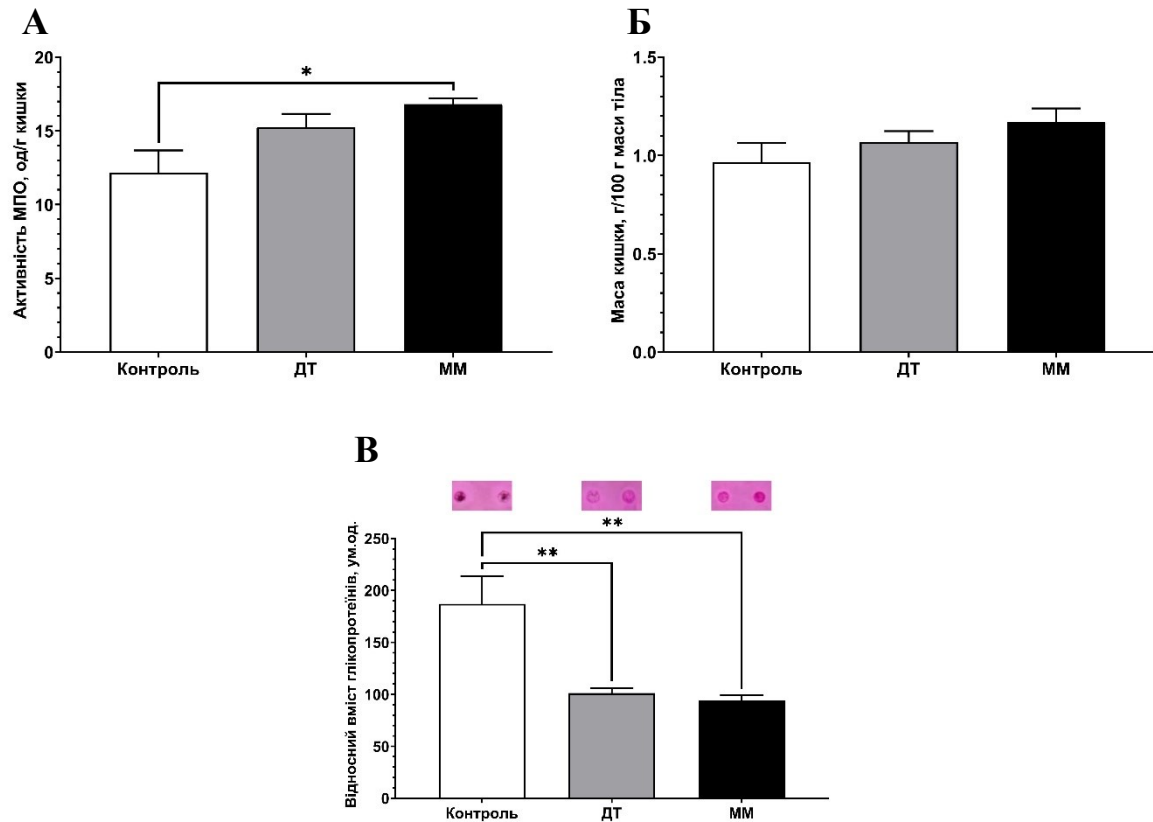 А
Активність МПО, од/г кишки
20
15
10
5
0
*
Контроль
ДТ
ММ
Б
Маса кишки, г/100 г маси тіла
1.5
1.0
0.5
0.0
Контроль
ДТ
ММ
В
Відносний вміст глікопротеїнів, ум.од.
250
200
150
100
50
0
**
**
Контроль
ДТ
ММ